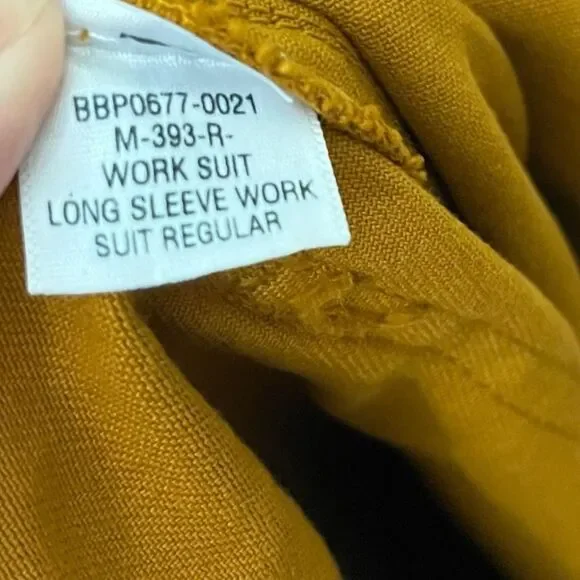 BBP0677-0021
M-393-R-
WORK SUIT
LONG SLEEVE WORK
SUIT REGULAR